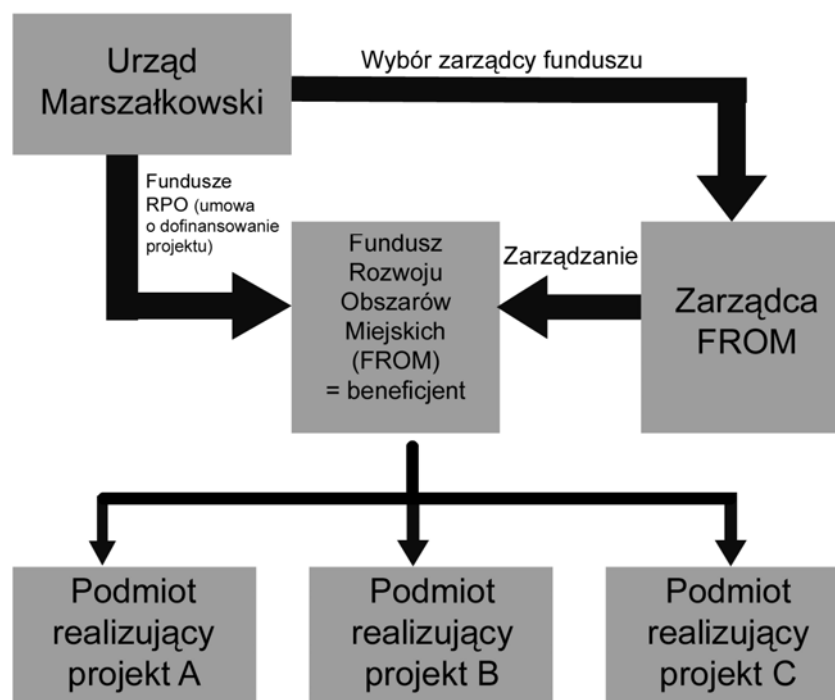 Urząd
Marszałkowski
Wybór zarządcy funduszu
Fundusze
RPO (umowa
o dofinansowanie
projektu)
Fundusz
Rozwoju
Obszarów
Miejskich
(FROM)
= beneficjent
Zarządzanie
Zarządca
FROM
Podmiot
realizujący
projekt A
Podmiot
realizujący
projekt B
Podmiot
realizujący
projekt C